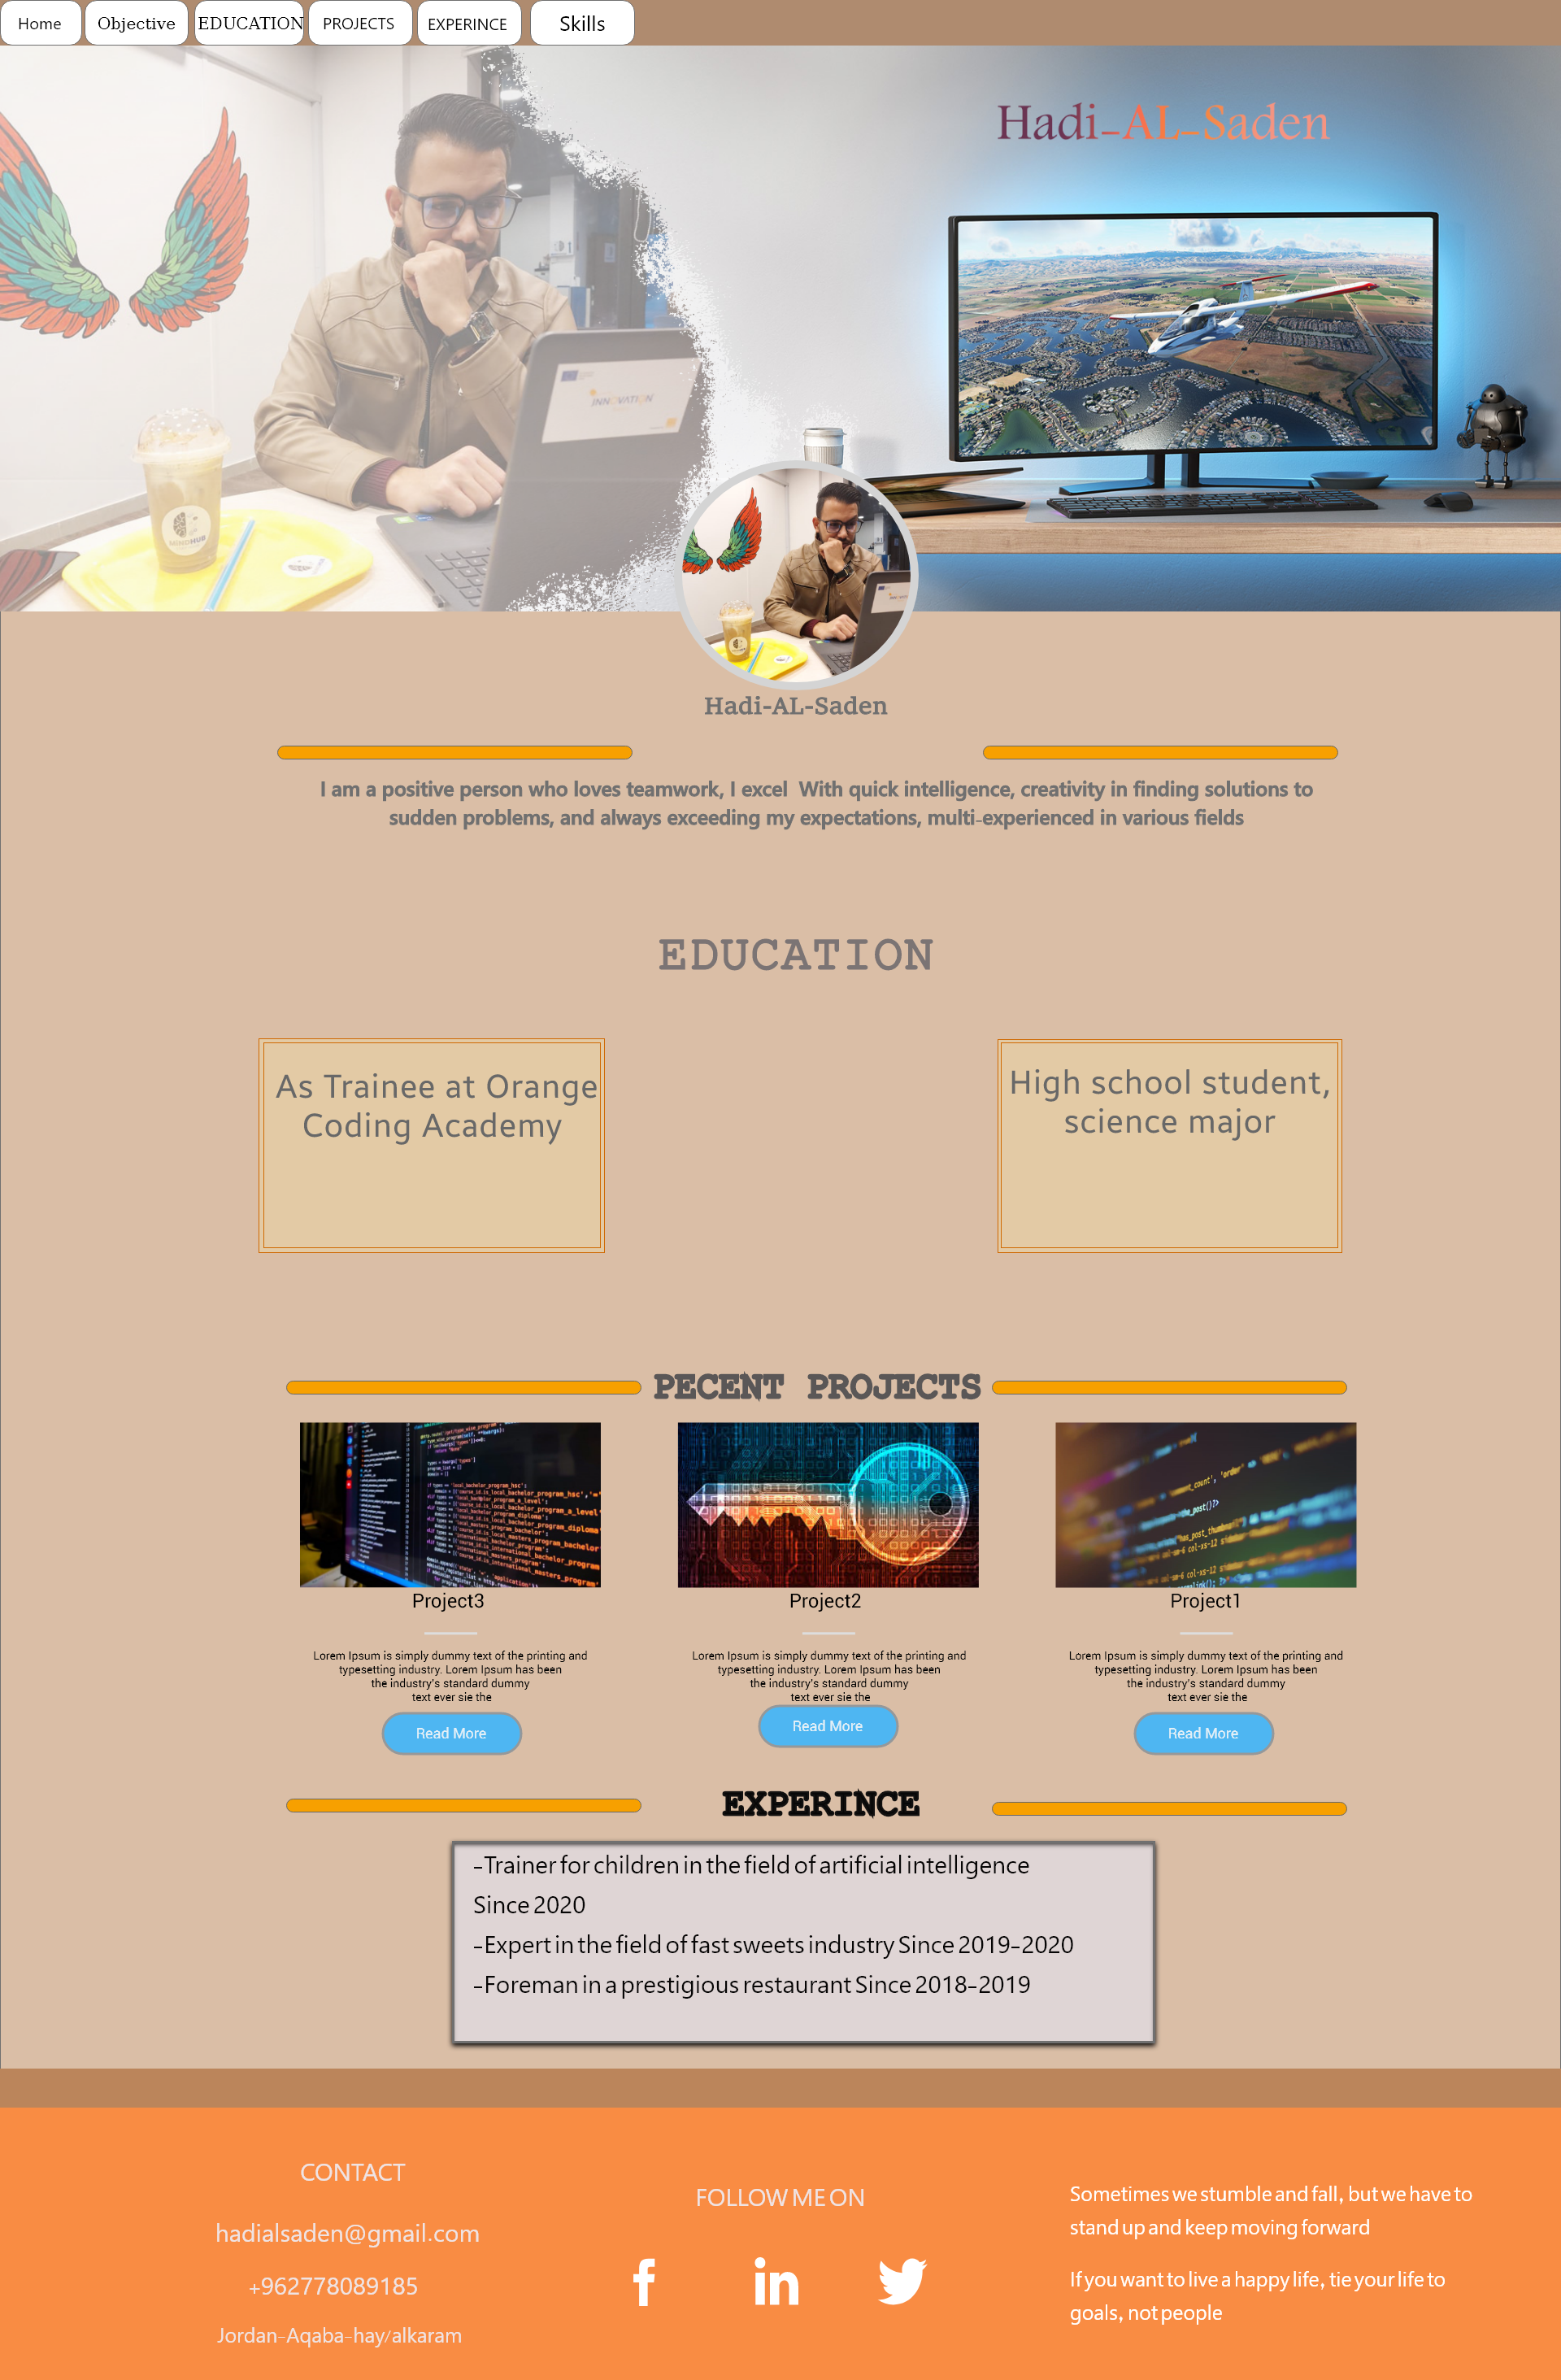 Home
Objective
EDUCATION
PROJECTS
EXPERINCE
Skills
Hadi-AL-Saden
INNOVATION
MINDHUB
Hadi-AL-Saden
I am a positive person who loves teamwork, I excel  With quick intelligence, creativity in finding solutions to
sudden problems, and always exceeding my expectations, multi-experienced in various fields
EDUCATION
As Trainee at Orange
Coding Academy
High school student,
science major
PECENT PROJECTS
Project3
Lorem Ipsum is simply dummy text of the printing and
typesetting industry. Lorem Ipsum has been
the industry's standard dummy
text ever sie the
Read More
Project2
Lorem Ipsum is simply dummy text of the printing and
typesetting industry. Lorem Ipsum has been
the industry's standard dummy
text ever sie the
Read More
Project1
Lorem Ipsum is simply dummy text of the printing and
typesetting industry. Lorem Ipsum has been
the industry's standard dummy
text ever sie the
Read More
EXPERINCE
-Trainer for children in the field of artificial intelligence
Since 2020
-Expert in the field of fast sweets industry Since 2019-2020
-Foreman in a prestigious restaurant Since 2018-2019
CONTACT
hadialsaden@gmail.com
+962778089185
Jordan-Aqaba-hay/alkaram
FOLLOW ME ON
f
in
Sometimes we stumble and fall, but we have to
stand up and keep moving forward
If you want to live a happy life, tie your life to
goals, not people